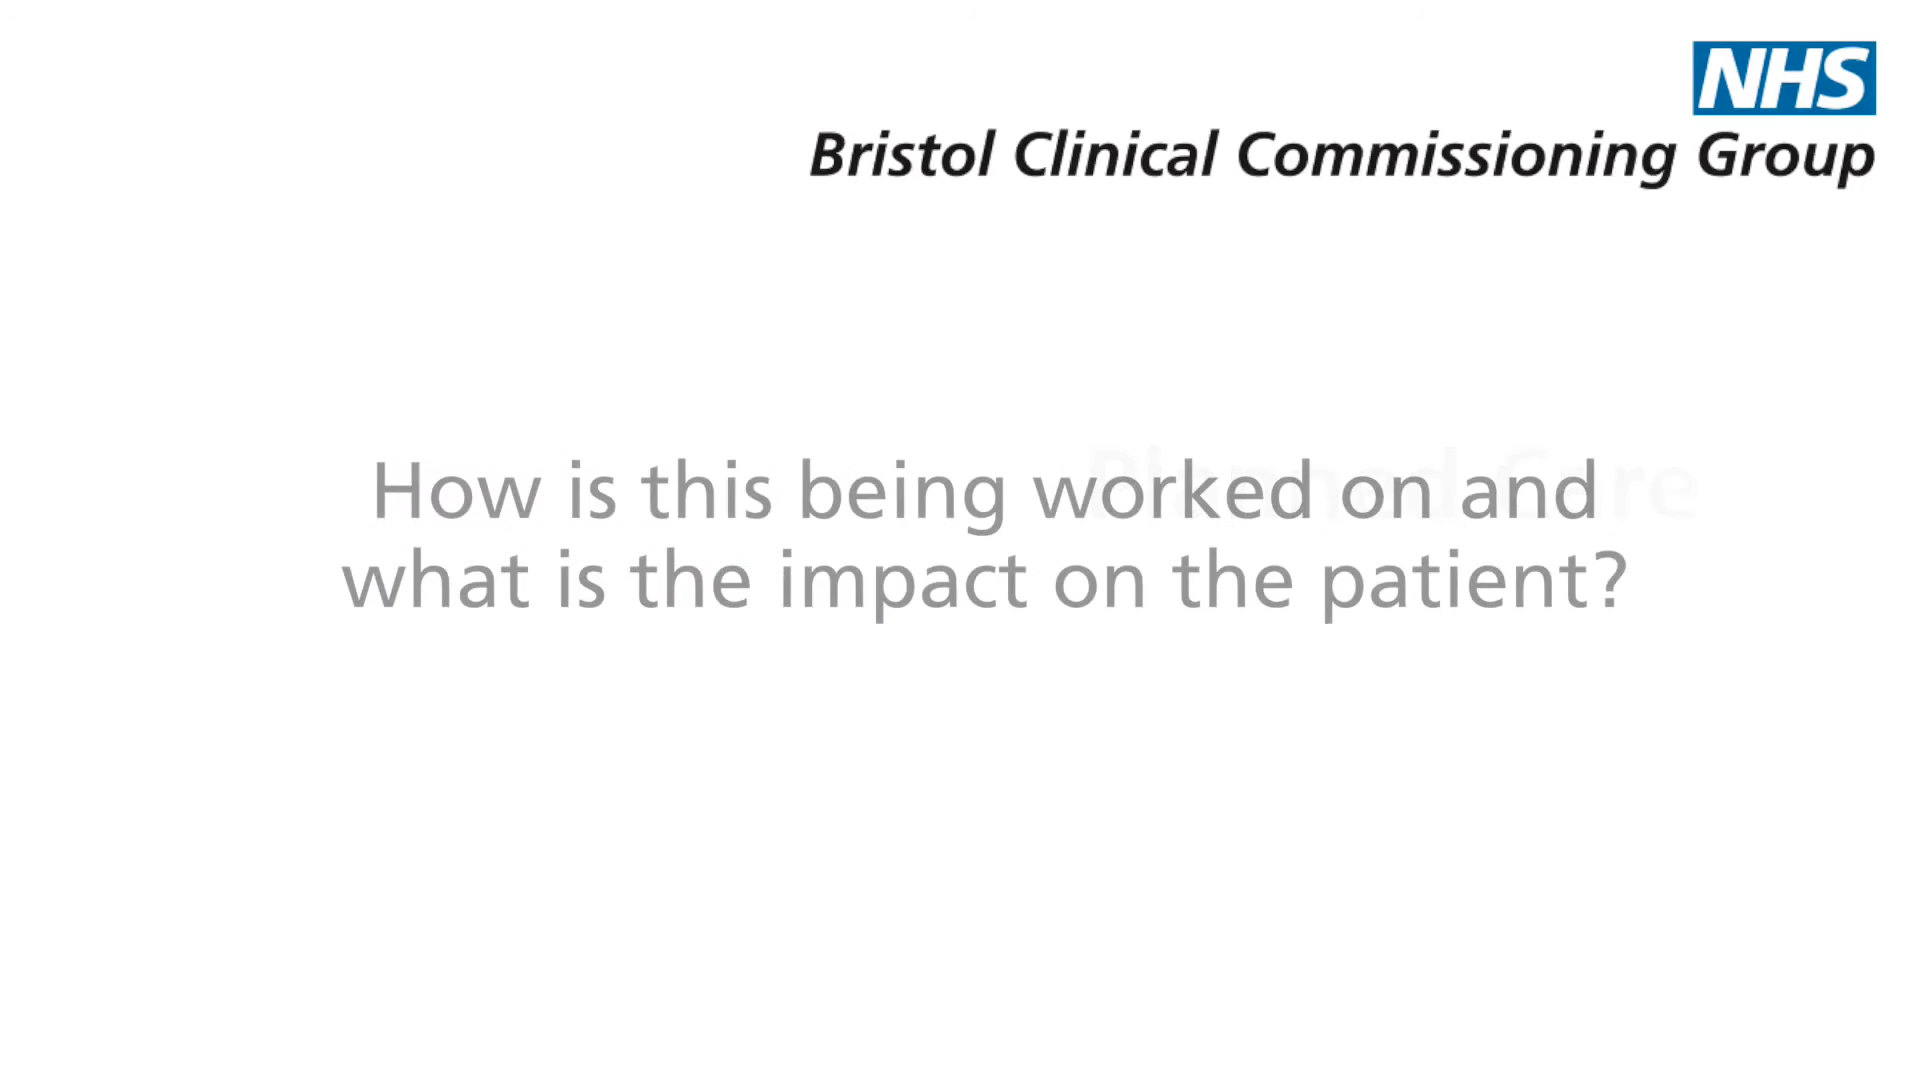 NHS
Bristol Clinical Commissioning Group
How is this being worked on and
what is the impact on the patient?